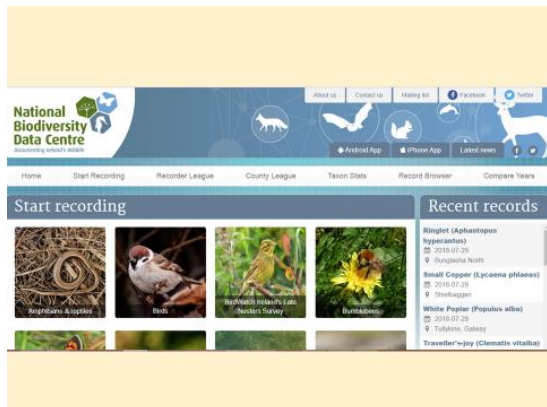 About us Contact us Mailing list Facebook Twitter
National
Biodiversity
Data Centre
Documenting Ireland's Wildlife
Android App iPhone App Latest news
Home Start Recording Recorder League County League Taxon Stats Record Browser Compare Years
Start recording
Amphibians & reptiles
Birds
BirdWatch Ireland's Late
Nesters Survey
Bumblebees
Recent records
Ringlet (Aphantopus
hyperantus)
2018-07-28
Bunglasha North
Small Copper (Lycaena phlaeas)
2018-07-29
Shielbaggan
White Poplar (Populus alba)
2018-07-29
Tullykine, Galway
Traveller's-joy (Clematis vitalba)